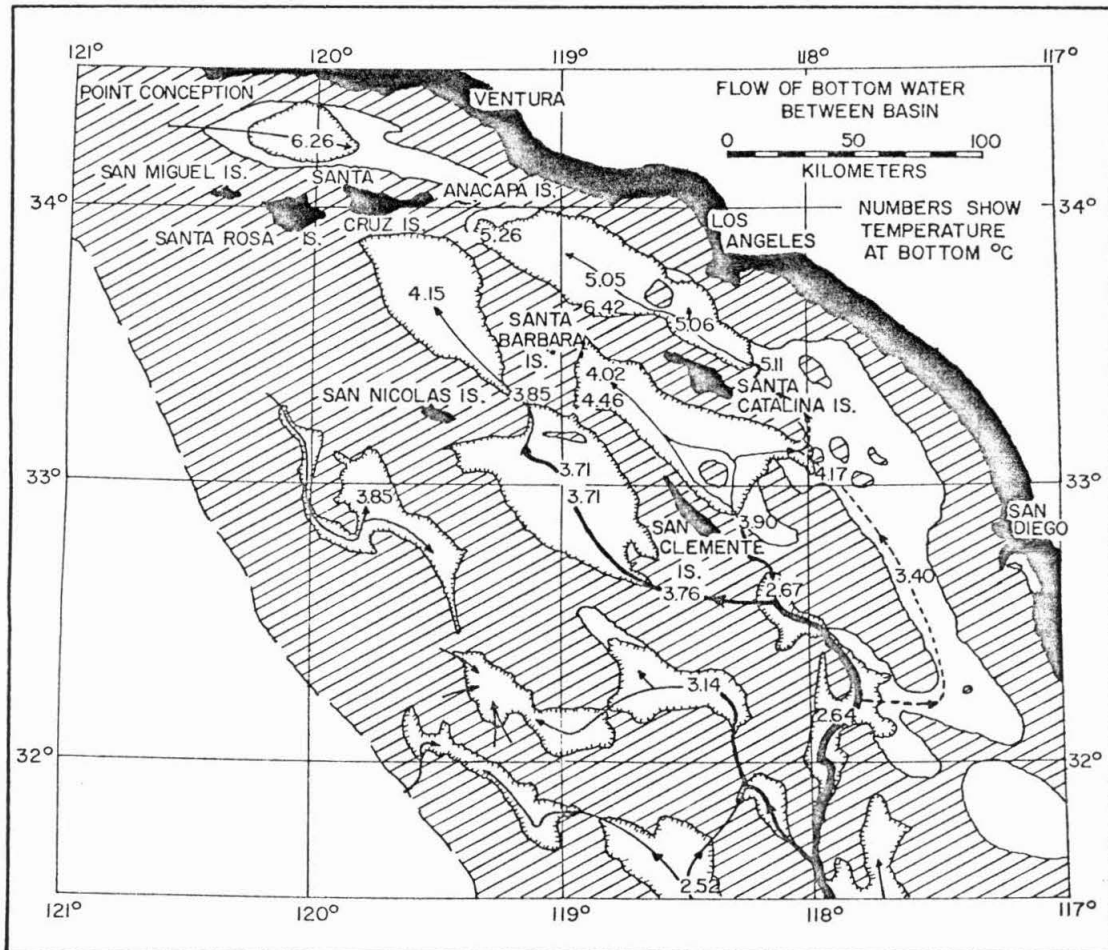 121°
120°
119°
118°
117°
POINT CONCEPTION
VENTURA
FLOW OF BOTTOM WATER
BETWEEN BASIN
0 50 100
KILOMETERS
6.26
SAN MIGUEL IS.
SANTA
CRUZ IS.
ANACAPA IS.
34°
34°
SANTA ROSA IS.
LOS
ANGELES
NUMBERS SHOW
TEMPERATURE
AT BOTTOM °C
5.26
4.15
5.05
6.42
5.06
SANTA
BARBARA
IS.
5.11
4.02
4.46
SANTA
CATALINA IS.
SAN NICOLAS IS.
3.85
33°
33°
3.71
3.71
4.17
3.85
SAN
DIEGO
3.90
SAN
CLEMENTE
IS.
3.40
2.67
3.76
3.14
2.64
32°
32°
2.52
121°
120°
119°
118°
117°